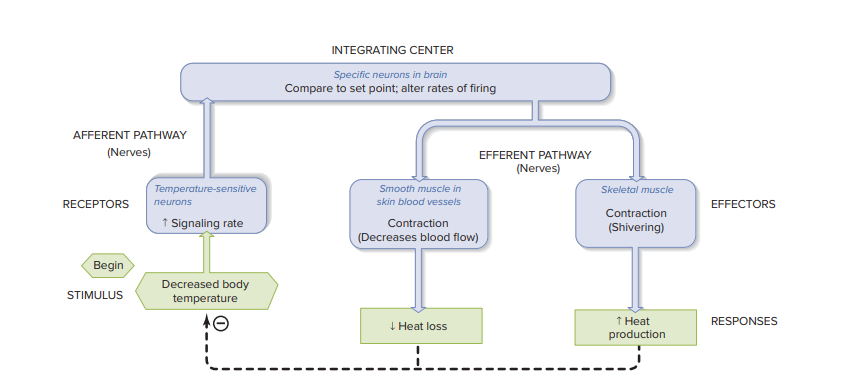 INTEGRATING CENTER
Specific neurons in brain
Compare to set point; alter rates of firing
AFFERENT PATHWAY
(Nerves)
EFFERENT PATHWAY
(Nerves)
RECEPTORS
Temperature-sensitive
neurons
↑ Signaling rate
Smooth muscle in
skin blood vessels
Contraction
(Decreases blood flow)
Skeletal muscle
Contraction
(Shivering)
EFFECTORS
Begin
STIMULUS
Decreased body
temperature
↓ Heat loss
↑ Heat
production
RESPONSES
−